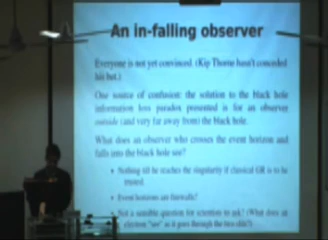 An in-falling observer
Everyone is not yet convinced. (Kip Thorne hasn't conceded
his bet.)
One source of confusion: the solution to the black hole
information loss paradox presented is for an observer
outside (and very far away from) the black hole.
What does an observer who crosses the event horizon and
falls into the black hole see?
• Nothing till he reaches the singularity if classical GR is to be
trusted.
• Event horizons are firewalls?
• Not a suitable question for scientists to ask? (What does an
electron "see" as it goes through the two slits?)